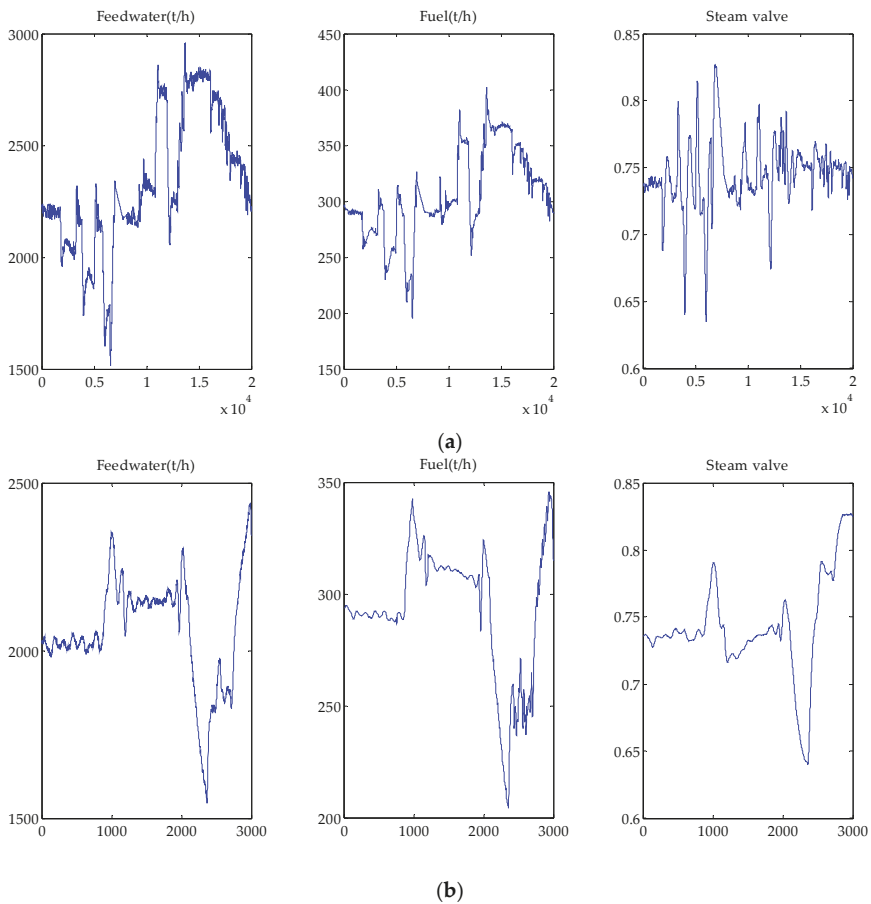 Feedwater(t/h) Fuel(t/h) Steam valve
3000 450 0.85
400 0.8
2500 350 0.75
300 0.7
2000 250 0.65
200
1500 150 0.6
0 0.5 1 1.5 2 0 0.5 1 1.5 2 0 0.5 1 1.5 2
x 10^4 x 10^4 x 10^4
(a)
Feedwater(t/h) Fuel(t/h) Steam valve
2500 350 0.85
0.8
2000 300 0.75
0.7
250 0.65
1500 200 0.6
0 1000 2000 3000 0 1000 2000 3000 0 1000 2000 3000
(b)